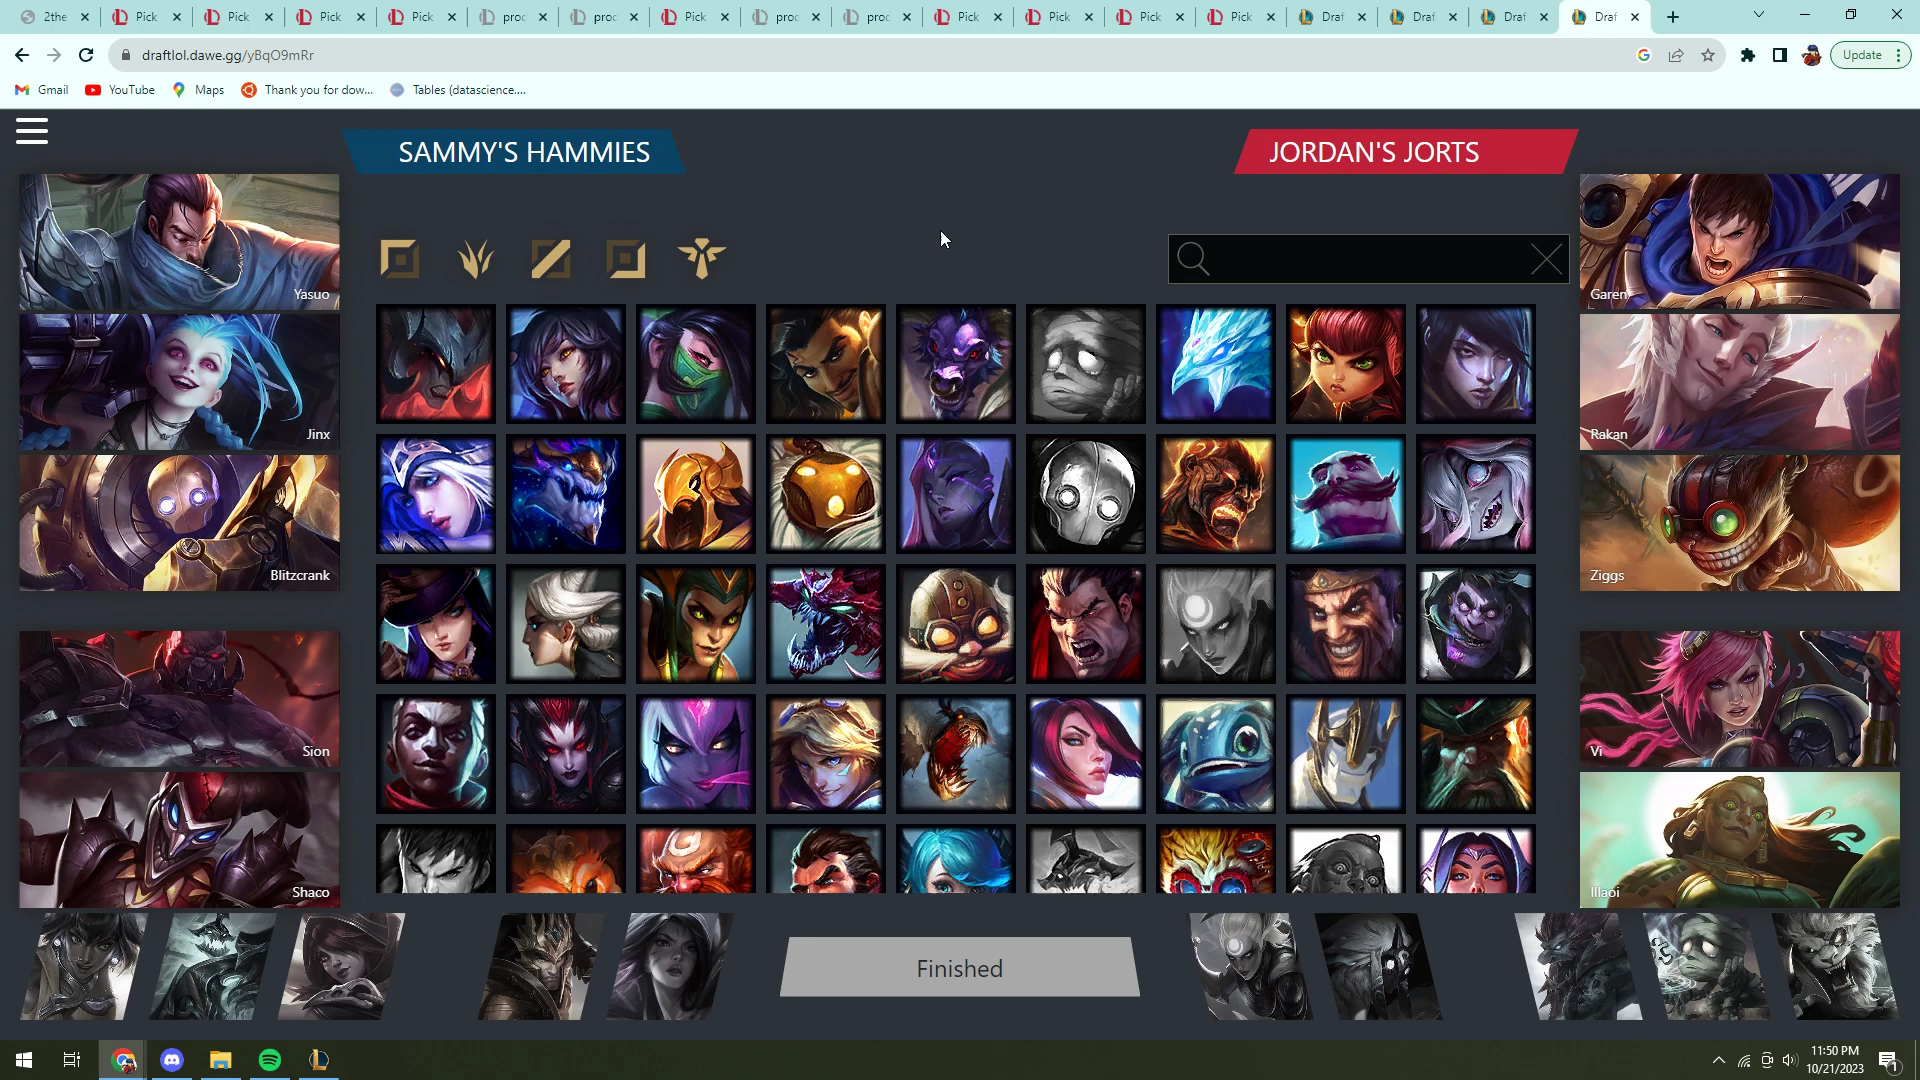 2the
Pick
Pick
Pick
Pick
proc
proc
Pick
proc
proc
Pick
Pick
Pick
Pick
Draf
Draf
Draf
Draf
draftlol.dawe.gg/yBqO9mRr
Update
Gmail
YouTube
Maps
Thank you for dow...
Tables (datascience....
SAMMY'S HAMMIES
JORDAN'S JORTS
Yasuo
Garen
Jinx
Rakan
Blitzcrank
Ziggs
Sion
Vi
Shaco
Illaoi
Finished
11:50 PM
10/21/2023
1